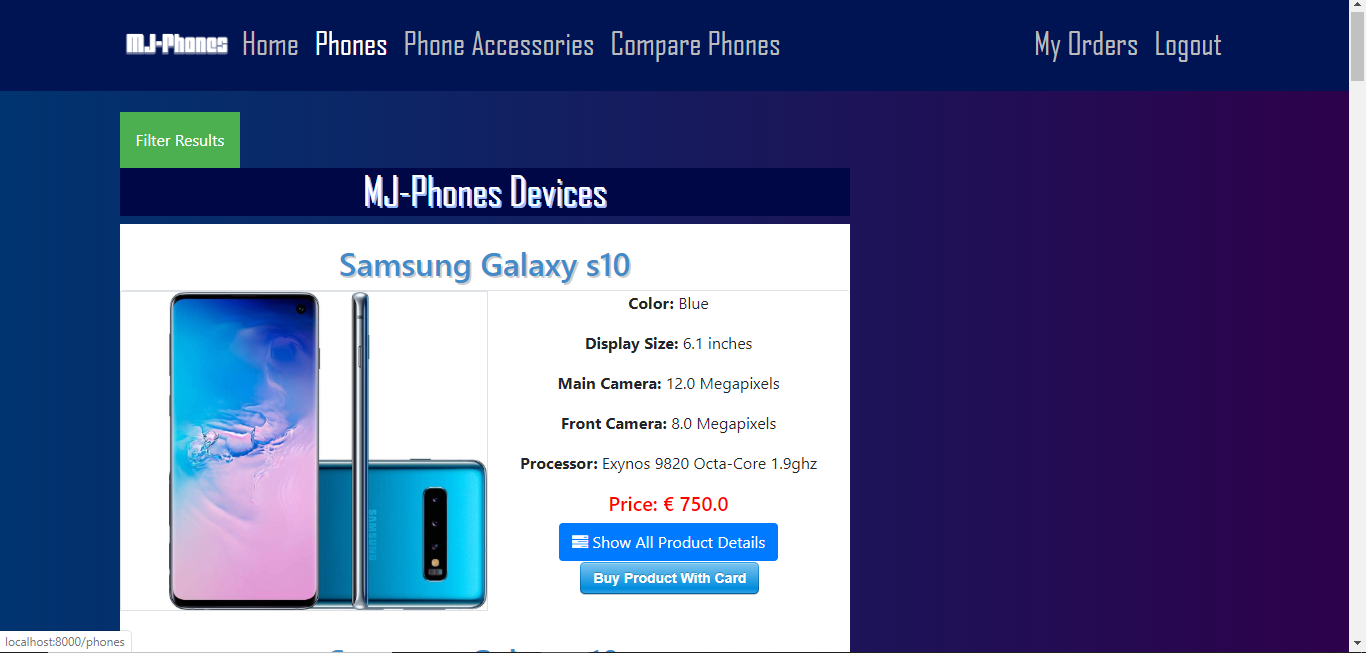 MJ-Phones Home Phones Phone Accessories Compare Phones My Orders Logout
Filter Results
MJ-Phones Devices
Samsung Galaxy s10
Color: Blue
Display Size: 6.1 inches
Main Camera: 12.0 Megapixels
Front Camera: 8.0 Megapixels
Processor: Exynos 9820 Octa-Core 1.9ghz
SAMSUNG
Price: € 750.0
Show All Product Details
Buy Product With Card
localhost:8000/phones